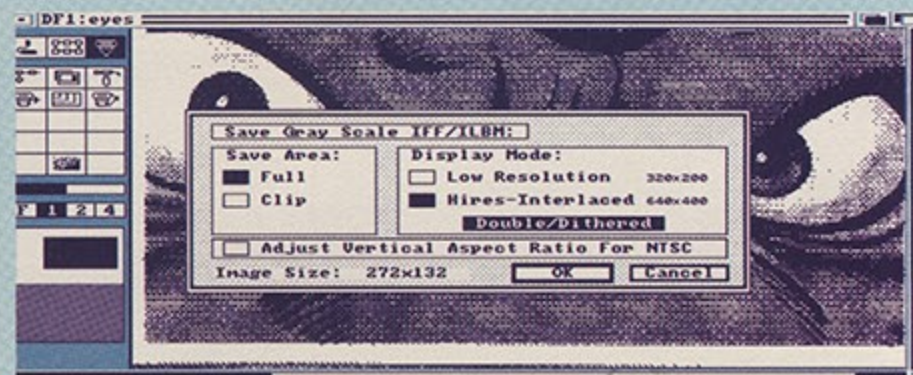 DF1:eyes
Save Gray Scale IFF/ILBM:
Save Area:
Full
Clip
Display Mode:
Low Resolution 320x200
Hires-Interlaced 640x400
Double/Dithered
Adjust Vertical Aspect Ratio For NTSC
Image Size: 272x132
OK Cancel
F 1 2 4